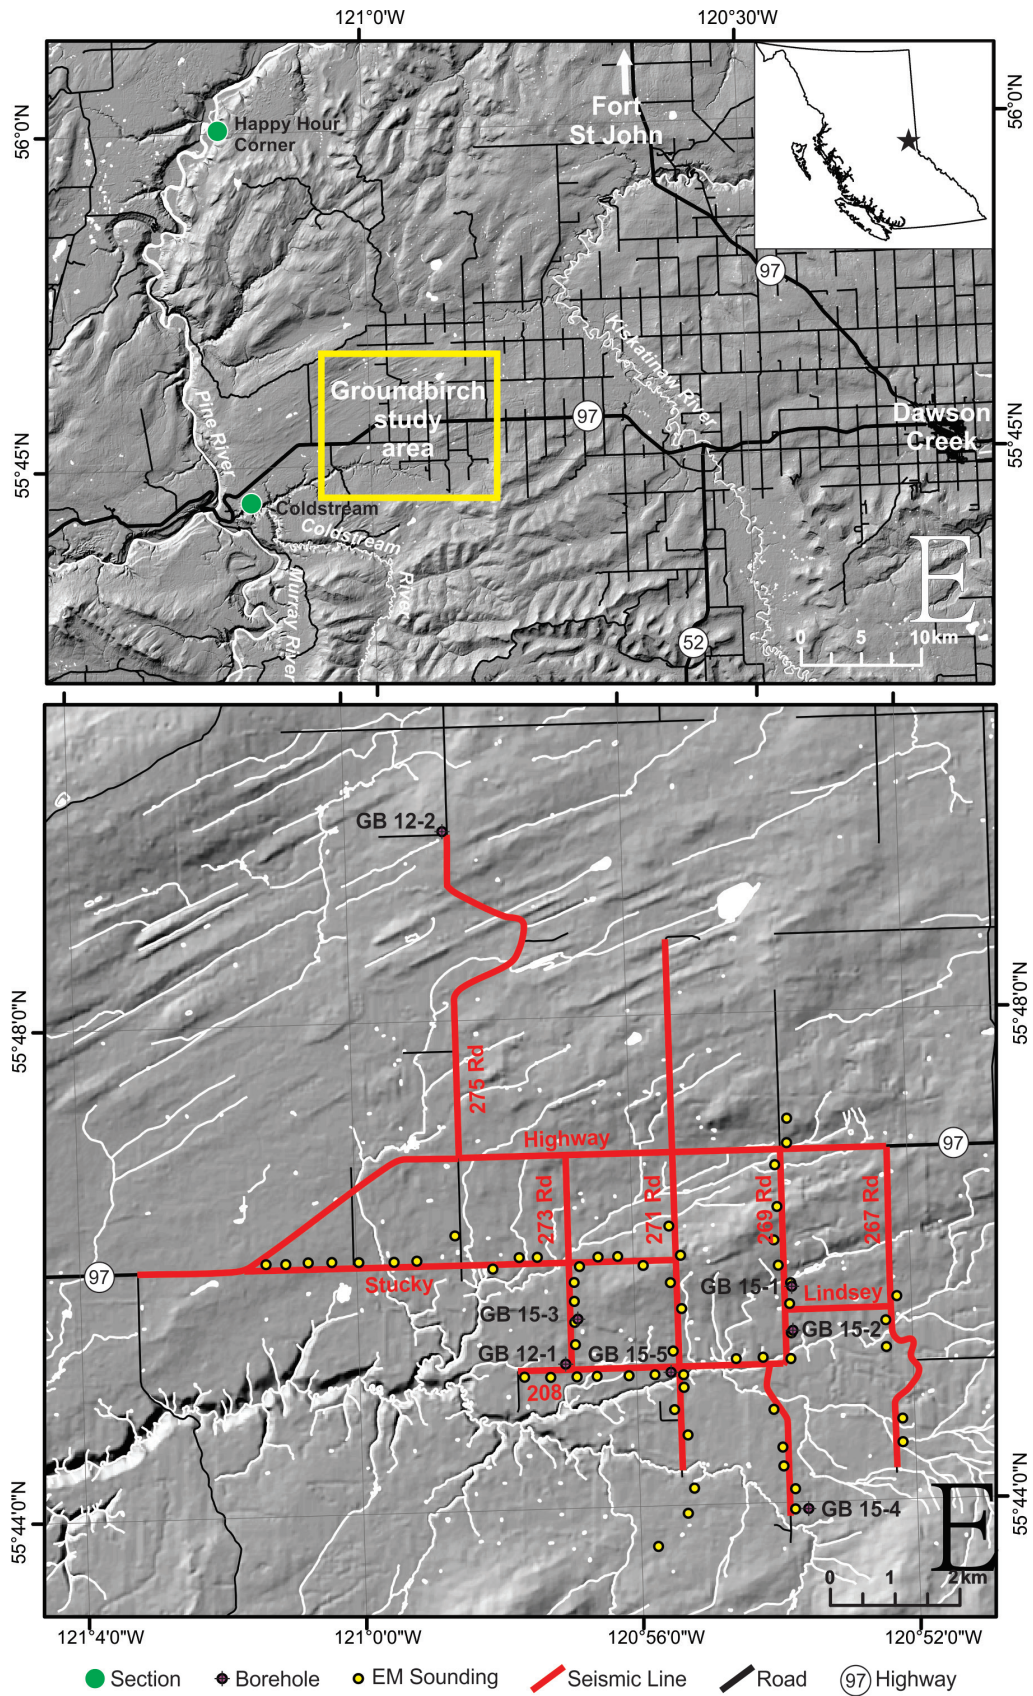 121°0'W
120°30'W
56°0'N
56°0'N
Happy Hour
Corner
Fort
St John
97
Kiskatinaw River
Pine River
Groundbirch
study
area
97
Dawson
Creek
55°45'N
55°45'N
Coldstream
Coldstream
River
Murray River
52
E
0 5 10 km
GB 12-2
55°48'0"N
55°48'0"N
275 Rd
Highway
97
273 Rd
271 Rd
269 Rd
267 Rd
97
Stucky
GB 15-1
Lindsey
GB 15-3
GB 15-2
GB 12-1
GB 15-5
208
GB 15-4
55°44'0"N
55°44'0"N
E
0 1 2 km
121°4'0"W
121°0'0"W
120°56'0"W
120°52'0"W
Section
Borehole
EM Sounding
Seismic Line
Road
97 Highway